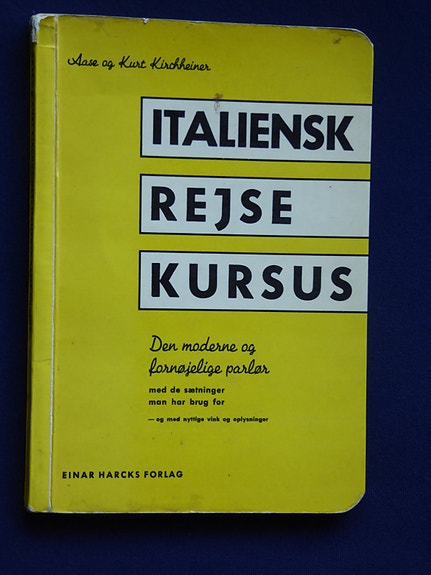 Aase og Kurt Kirchheiner
ITALIENSK
REJSE
KURSUS
Den moderne og
fornøjelige parlør
med de sætninger
man har brug for
— og med nyttige vink og oplysninger
EINAR HARCKS FORLAG